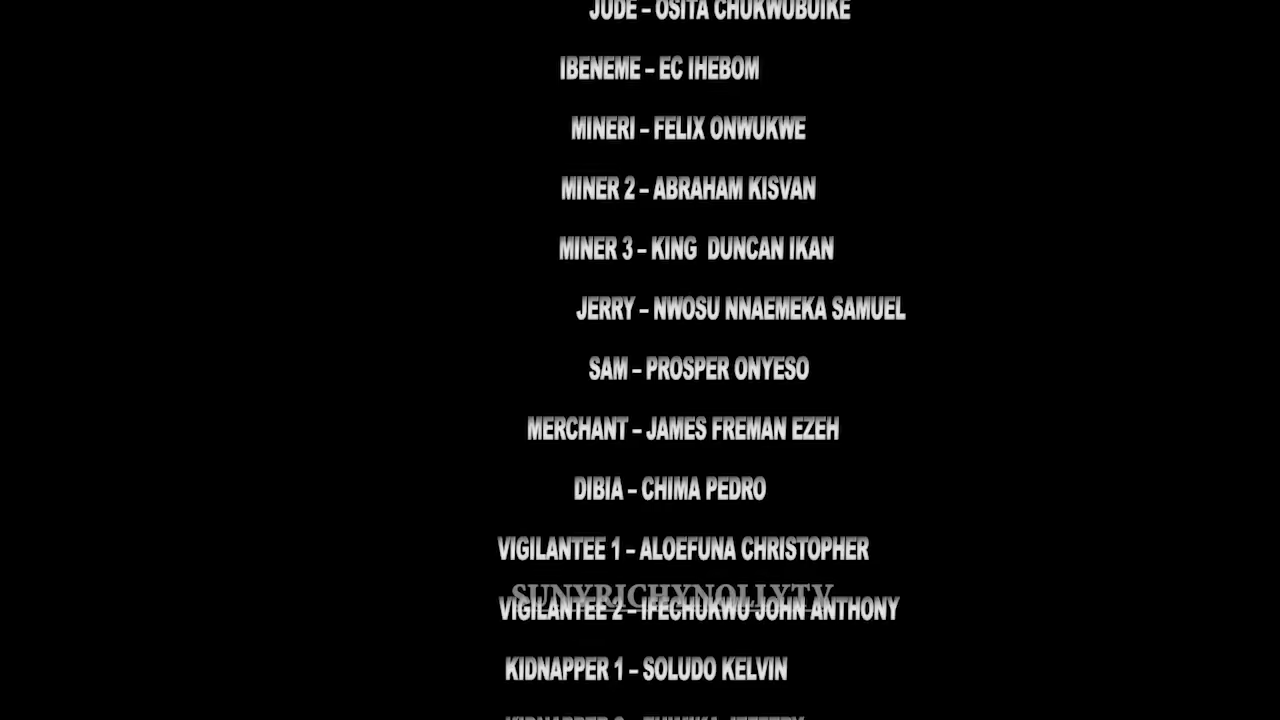 JUDE – OSITA CHUKWUBUIKE
IBENEME – EC IHEBOM
MINERI – FELIX ONWUKWE
MINER 2 – ABRAHAM KISVAN
MINER 3 – KING  DUNCAN IKAN
JERRY – NWOSU NNAEMEKA SAMUEL
SAM – PROSPER ONYESO
MERCHANT – JAMES FREMAN EZEH
DIBIA – CHIMA PEDRO
VIGILANTEE 1 – ALOEFUNA CHRISTOPHER
SUNYRICHYNOLLYTV
VIGILANTEE 2 – IFECHUKWU JOHN ANTHONY
KIDNAPPER 1 – SOLUDO KELVIN